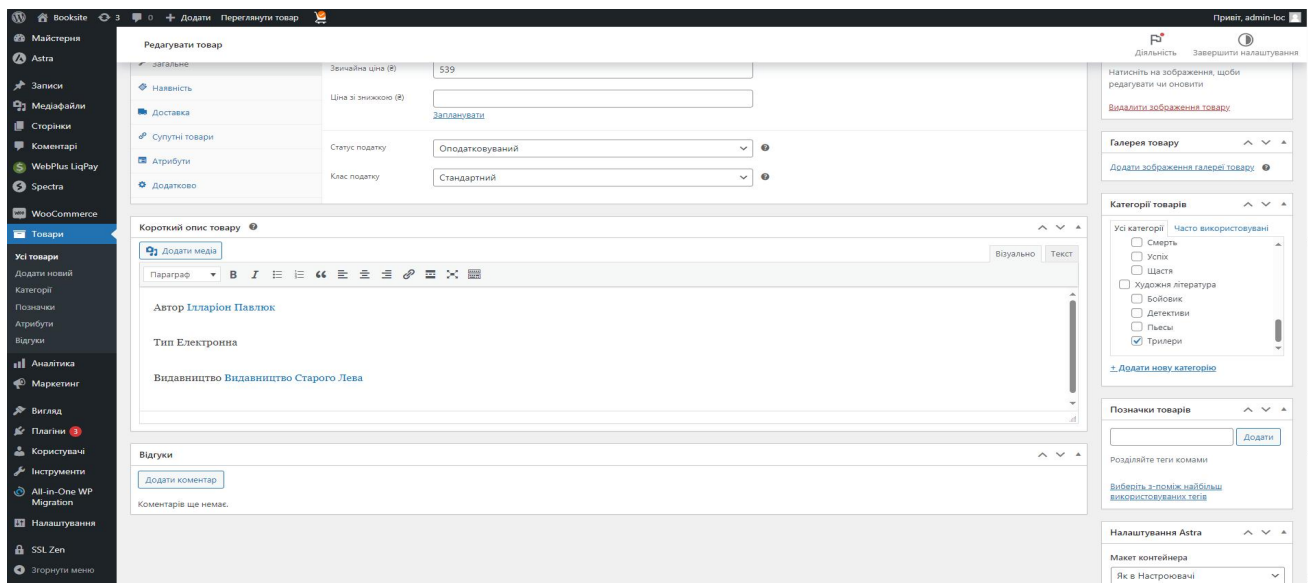 Booksite 3 0 Додати Переглянути товар Привіт, admin-loc
Майстерня
Astra
Записи
Медіафайли
Сторінки
Коментарі
WebPlus LiqPay
Spectra
WooCommerce
Товари
Усі товари
Додати новий
Категорії
Позначки
Атрибути
Відгуки
Аналітика
Маркетинг
Вигляд
Плагіни 3
Користувачі
Інструменти
All-in-One WP
Migration
Налаштування
SSL Zen
Згорнути меню
Редагувати товар
Діяльність Завершити налаштування
Загальне
Наявність
Доставка
Супутні товари
Атрибути
Додатково
Звичайна ціна (₴) 539
Ціна зі знижкою (₴)
Запланувати
Статус податку Оподатковуваний
Клас податку Стандартний
Короткий опис товару
Додати медіа
Візуально Текст
Параграф
Автор Ілларіон Павлюк
Тип Електронна
Видавництво Видавництво Старого Лева
Відгуки
Додати коментар
Коментарів ще немає.
Натисніть на зображення, щоби
редагувати чи оновити
Видалити зображення товару
Галерея товару
Додати зображення галереї товару
Категорії товарів
Усі категорії Часто використовувані
Смерть
Успіх
Щастя
Художня література
Бойовик
Детективи
Пьесы
Трилери
+ Додати нову категорію
Позначки товарів
Додати
Розділяйте теги комами
Виберіть з-поміж найбільш
використовуваних тегів
Налаштування Astra
Макет контейнера
Як в Настроювачі